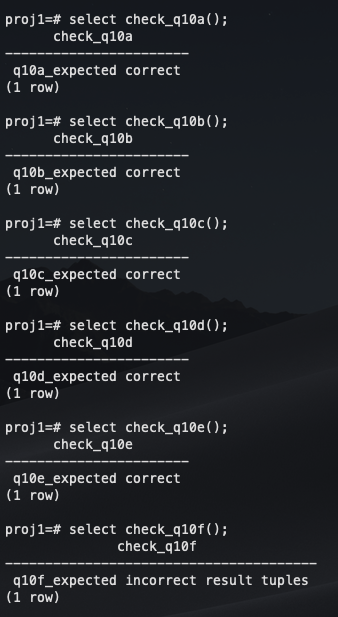 proj1=# select check_q10a();
check_q10a
-----------------------
q10a_expected correct
(1 row)
proj1=# select check_q10b();
check_q10b
-----------------------
q10b_expected correct
(1 row)
proj1=# select check_q10c();
check_q10c
-----------------------
q10c_expected correct
(1 row)
proj1=# select check_q10d();
check_q10d
-----------------------
q10d_expected correct
(1 row)
proj1=# select check_q10e();
check_q10e
-----------------------
q10e_expected correct
(1 row)
proj1=# select check_q10f();
check_q10f
---------------------------------------
q10f_expected incorrect result tuples
(1 row)